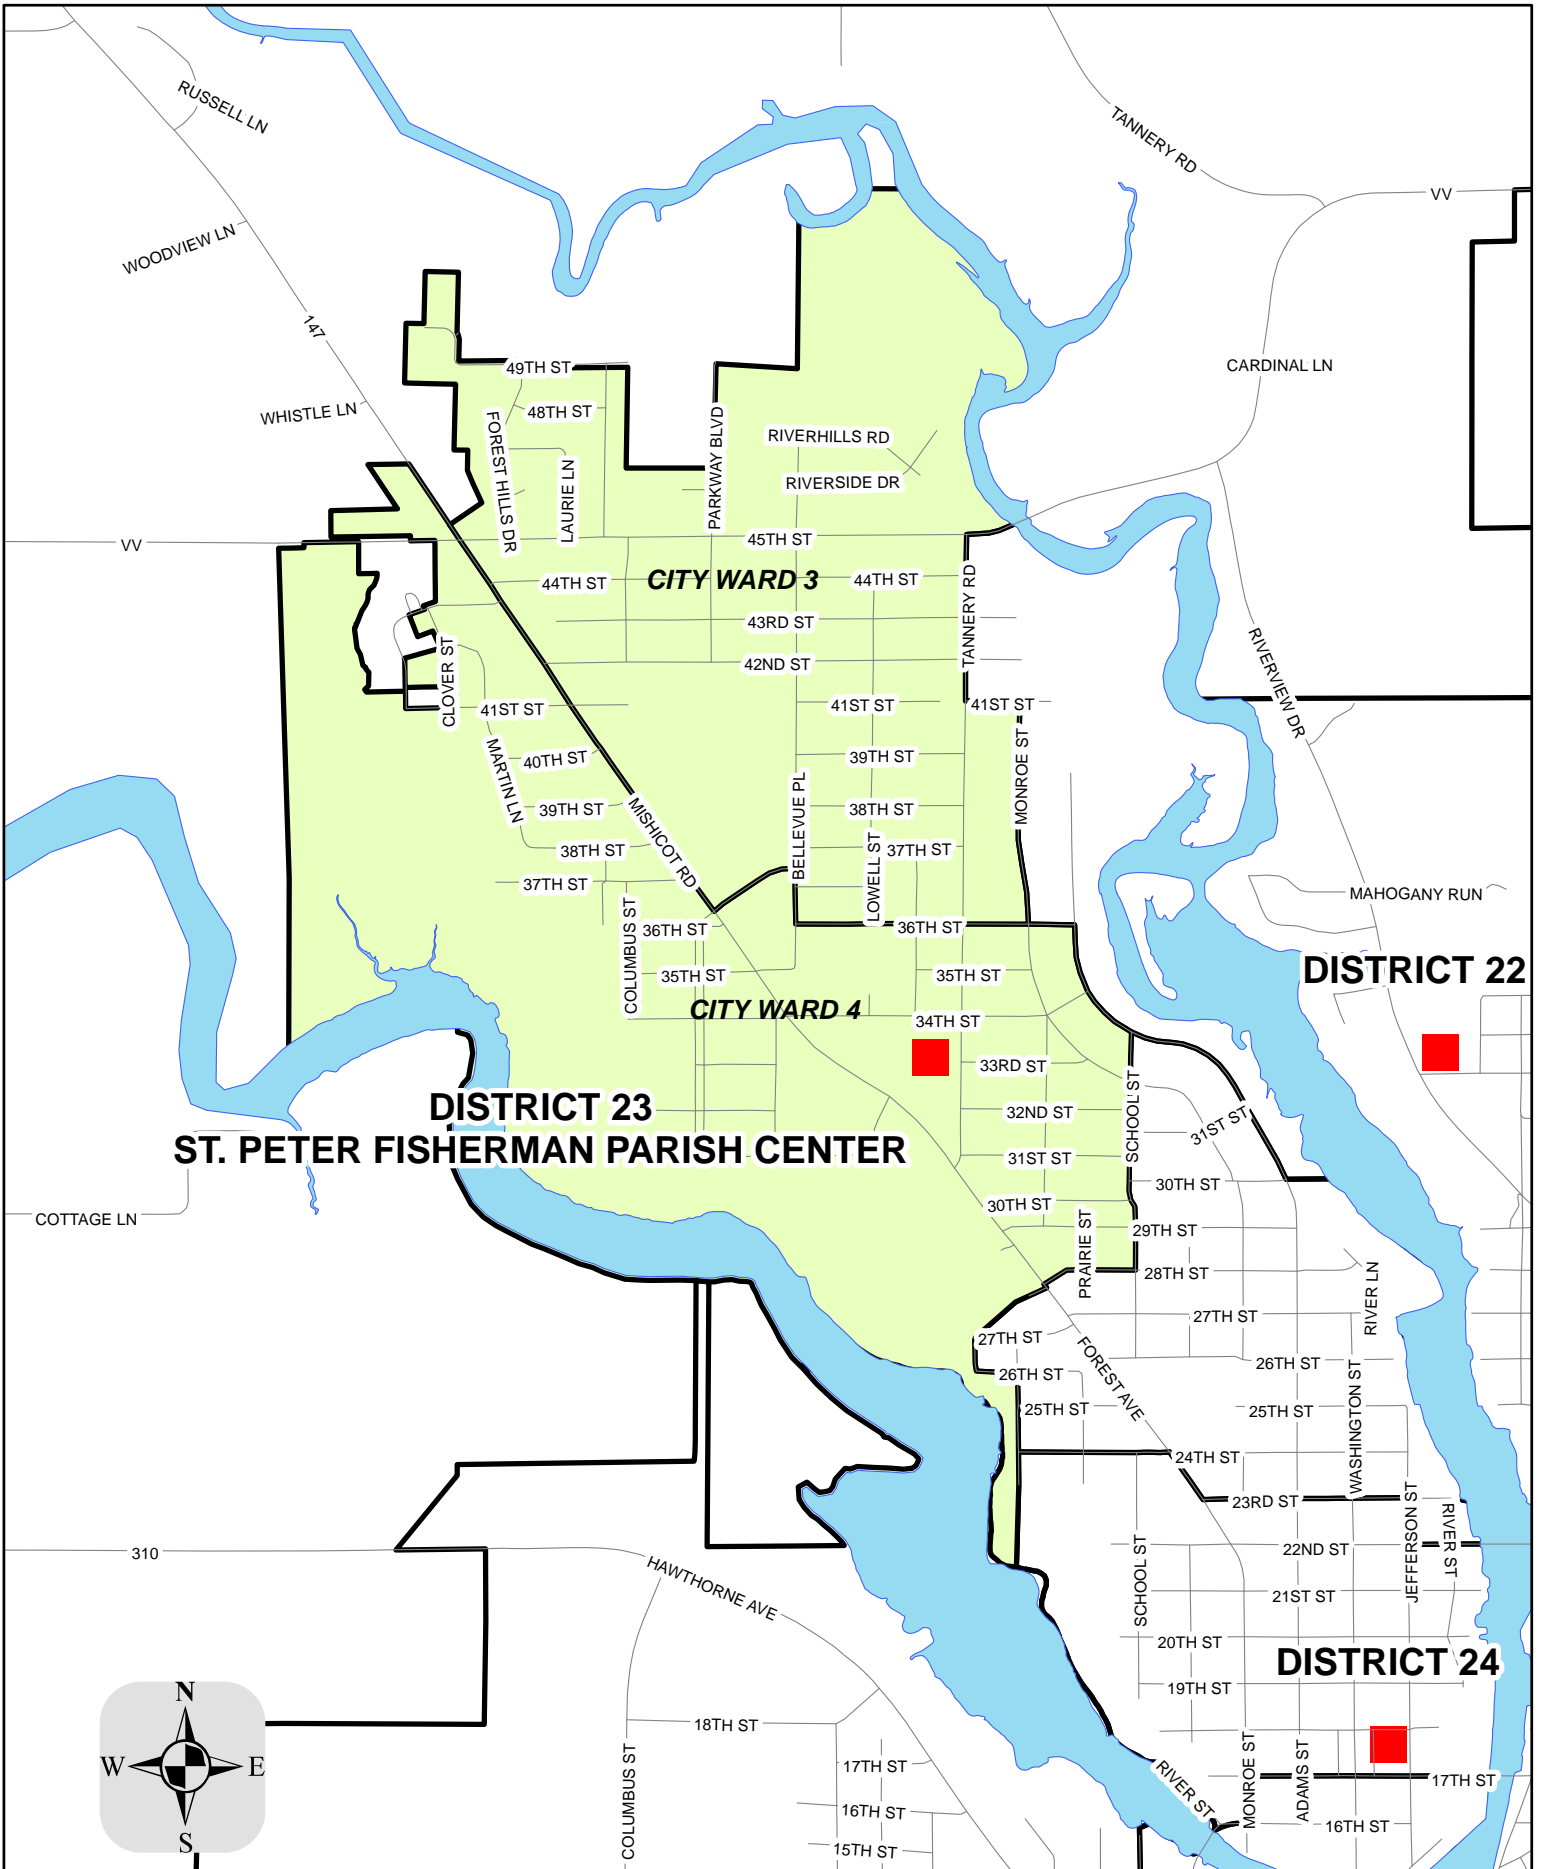 RUSSELL LN
TANNERY RD
VV
WOODVIEW LN
147
CARDINAL LN
49TH ST
48TH ST
WHISTLE LN
FOREST HILLS DR
LAURIE LN
PARKWAY BLVD
RIVERHILLS RD
RIVERSIDE DR
VV
45TH ST
44TH ST
CITY WARD 3
44TH ST
TANNERY RD
43RD ST
42ND ST
RIVERVIEW DR
CLOVER ST
41ST ST
41ST ST
41ST ST
MARTIN LN
40TH ST
39TH ST
MONROE ST
39TH ST
MISHICOT RD
BELLEVUE PL
38TH ST
38TH ST
37TH ST
LOWELL ST
37TH ST
MAHOGANY RUN
COLUMBUS ST
36TH ST
36TH ST
35TH ST
35TH ST
DISTRICT 22
CITY WARD 4
34TH ST
33RD ST
DISTRICT 23
32ND ST
SCHOOL ST
31ST ST
ST. PETER FISHERMAN PARISH CENTER
31ST ST
30TH ST
30TH ST
COTTAGE LN
PRAIRIE ST
29TH ST
28TH ST
RIVER LN
27TH ST
27TH ST
FOREST AVE
26TH ST
26TH ST
25TH ST
25TH ST
WASHINGTON ST
24TH ST
23RD ST
JEFFERSON ST
RIVER ST
310
22ND ST
HAWTHORNE AVE
SCHOOL ST
21ST ST
20TH ST
DISTRICT 24
19TH ST
N
W
E
S
18TH ST
COLUMBUS ST
17TH ST
RIVER ST
MONROE ST
ADAMS ST
17TH ST
16TH ST
16TH ST
15TH ST